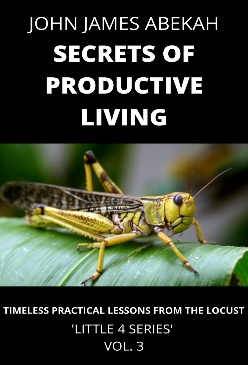 JOHN JAMES ABEKAH
SECRETS OF
PRODUCTIVE
LIVING
TIMELESS PRACTICAL LESSONS FROM THE LOCUST
'LITTLE 4 SERIES'
VOL. 3